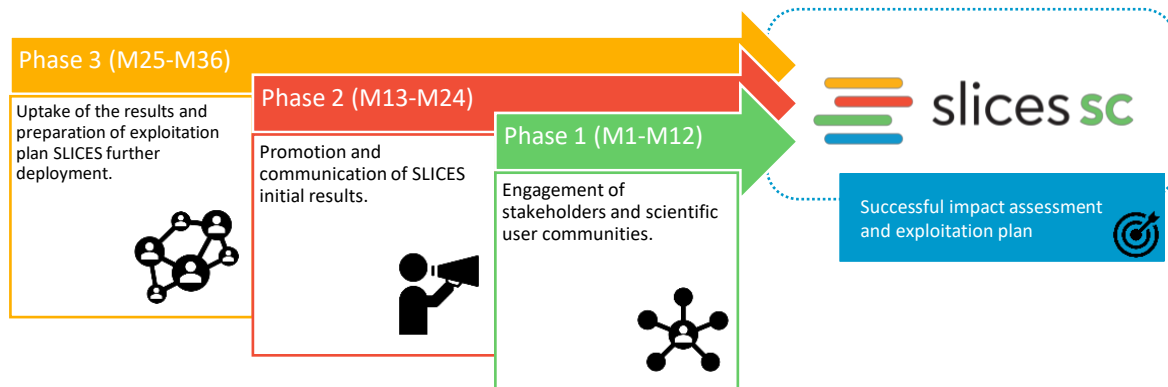 Phase 3 (M25-M36)
Uptake of the results and
preparation of exploitation
plan SLICES further
deployment.
Phase 2 (M13-M24)
Promotion and
communication of SLICES
initial results.
Phase 1 (M1-M12)
Engagement of
stakeholders and scientific
user communities.
slices sc
Successful impact assessment
and exploitation plan